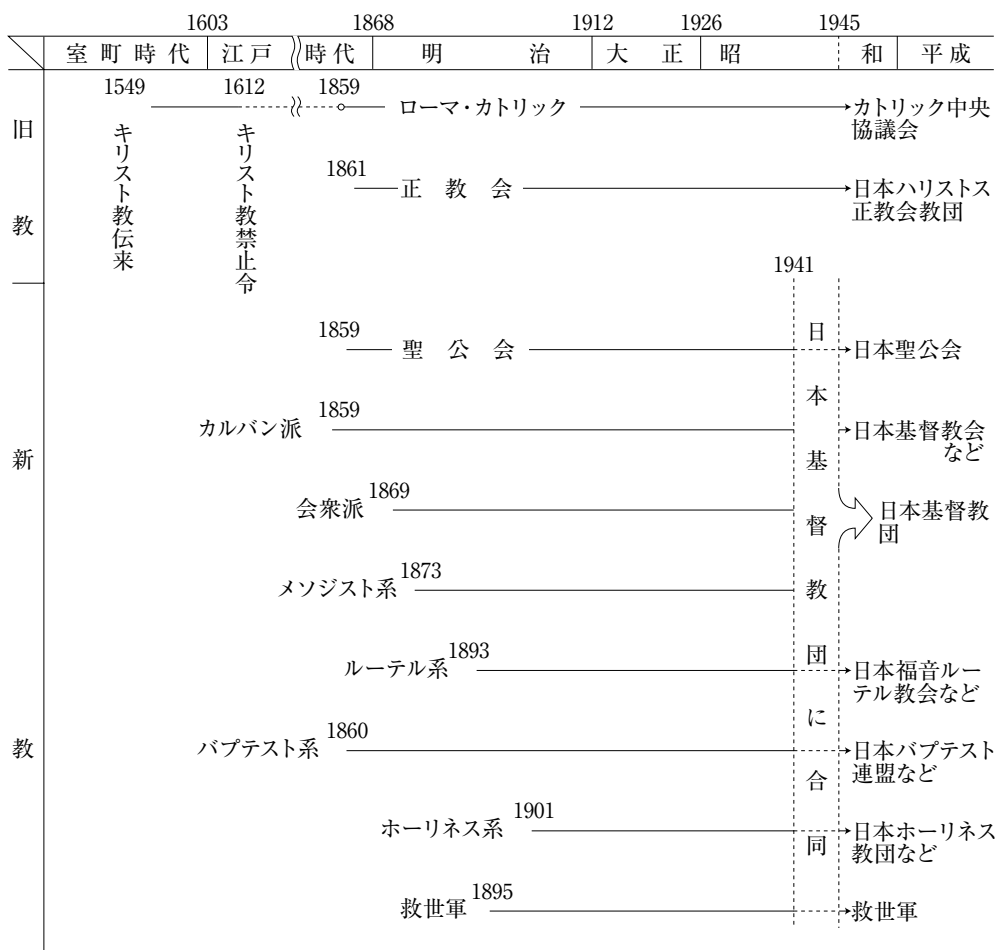 1603 1868 1912 1926 1945
室町時代 江戸 時代 明治 大正 昭和 平成
旧教
1549 1612 1859 ローマ・カトリック カトリック中央
協議会
キリスト教伝来
キリスト教禁止令
1861 正教会 日本ハリストス
正教会教団
1941
新教
日本基督教団に合同
1859 聖公会 日本聖公会
カルバン派 1859 日本基督教会
など
会衆派 1869 日本基督教
団
メソジスト系 1873
ルーテル系 1893 日本福音ルー
テル教会など
バプテスト系 1860 日本バプテスト
連盟など
ホーリネス系 1901 日本ホーリネス
教団など
救世軍 1895 救世軍